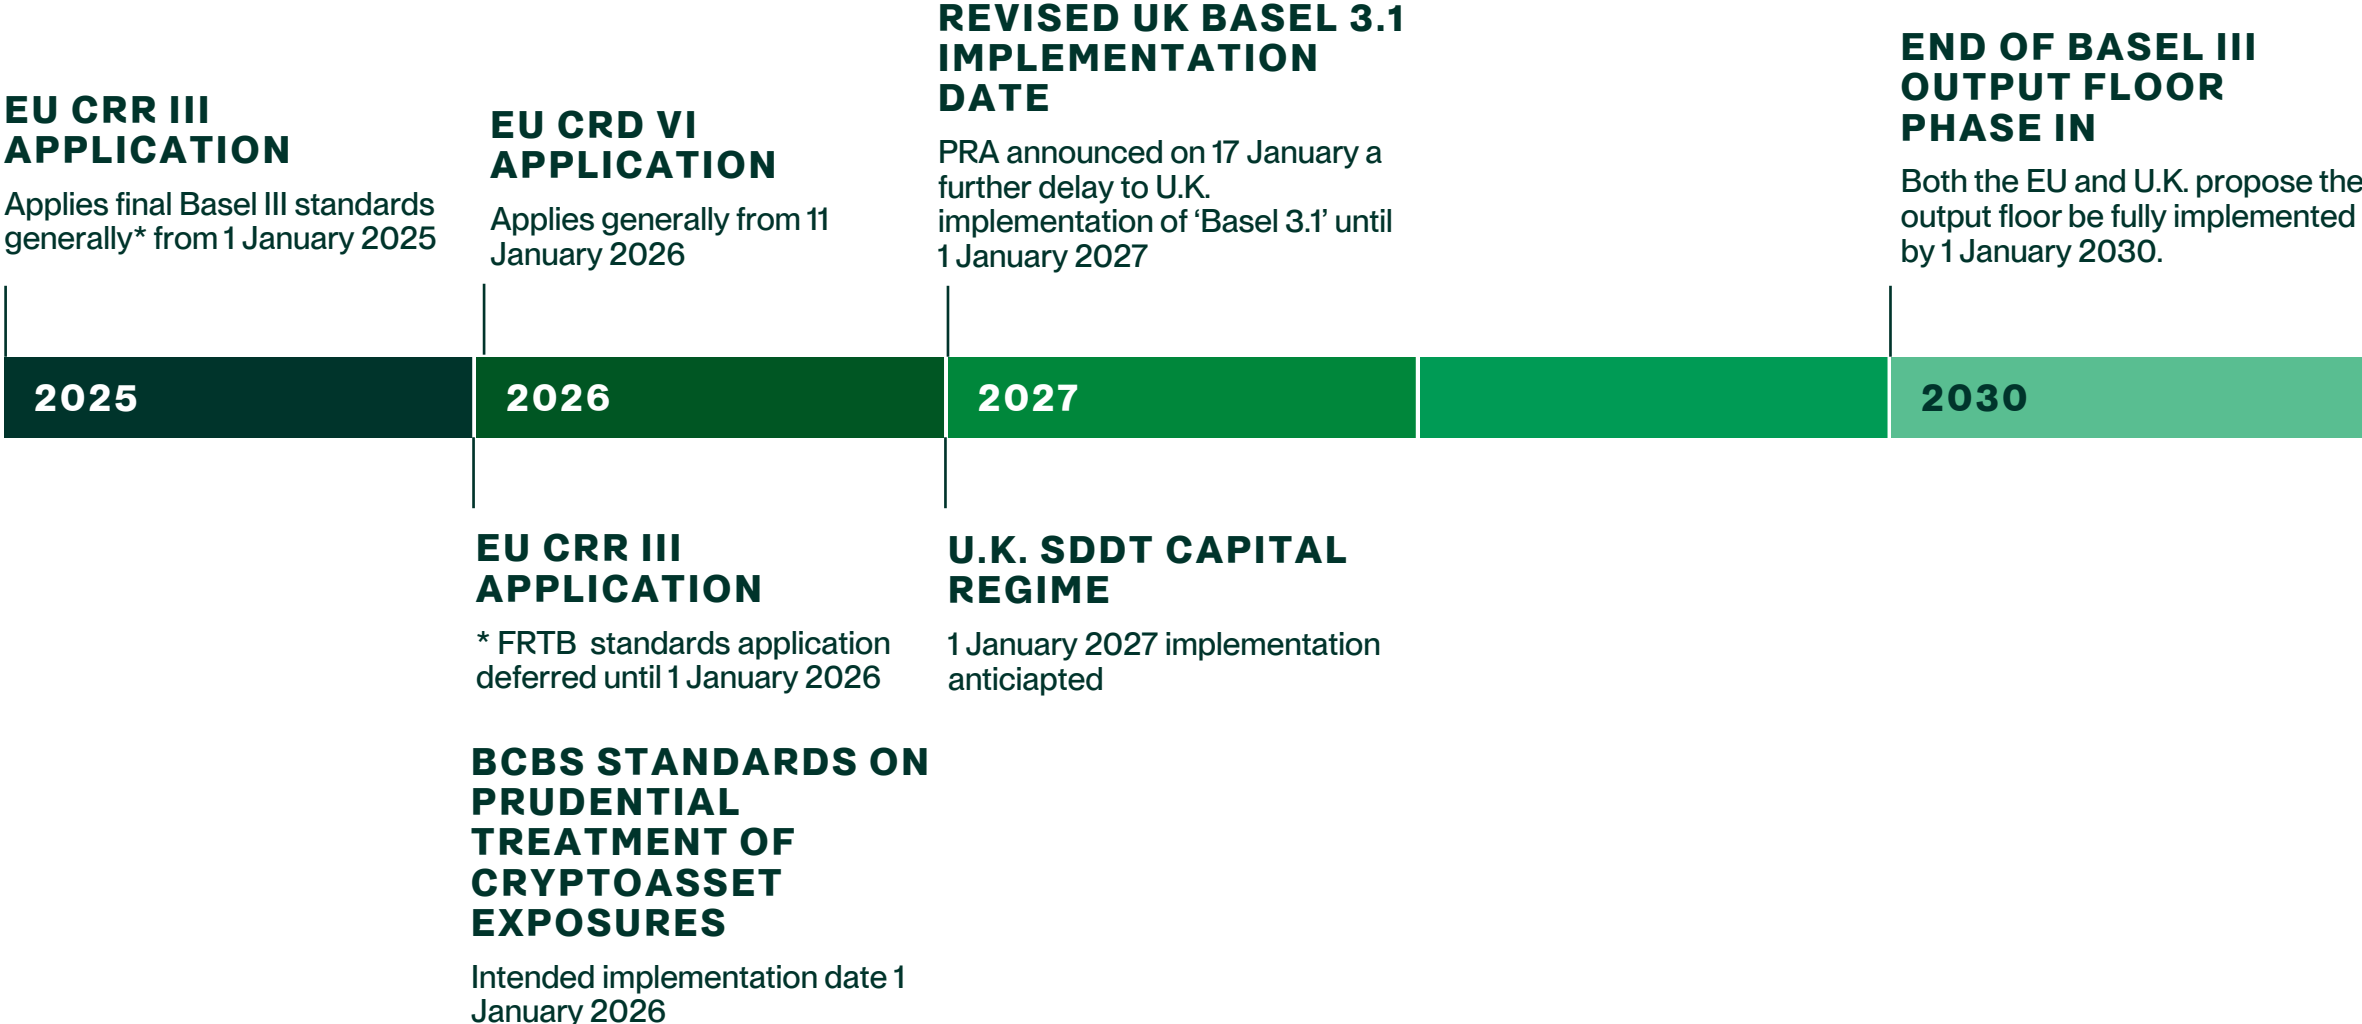 EU CRR III
APPLICATION
Applies final Basel III standards
generally* from 1 January 2025
EU CRD VI
APPLICATION
Applies generally from 11
January 2026
REVISED UK BASEL 3.1
IMPLEMENTATION
DATE
PRA announced on 17 January a
further delay to U.K.
implementation of ‘Basel 3.1’ until
1 January 2027
END OF BASEL III
OUTPUT FLOOR
PHASE IN
Both the EU and U.K. propose the
output floor be fully implemented
by 1 January 2030.
2025
2026
2027
2030
EU CRR III
APPLICATION
* FRTB standards application
deferred until 1 January 2026
U.K. SDDT CAPITAL
REGIME
1 January 2027 implementation
anticiapted
BCBS STANDARDS ON
PRUDENTIAL
TREATMENT OF
CRYPTOASSET
EXPOSURES
Intended implementation date 1
January 2026